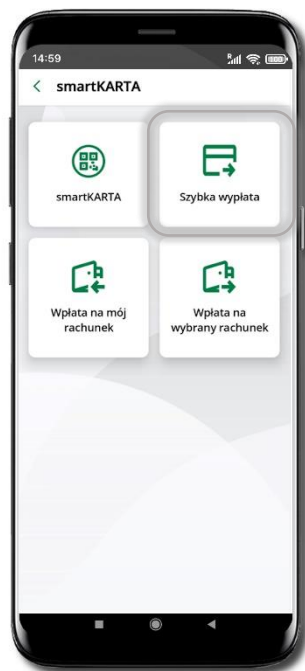 14:59
smartKARTA
smartKARTA
Szybka wypłata
Wpłata na mój
rachunek
Wpłata na
wybrany rachunek